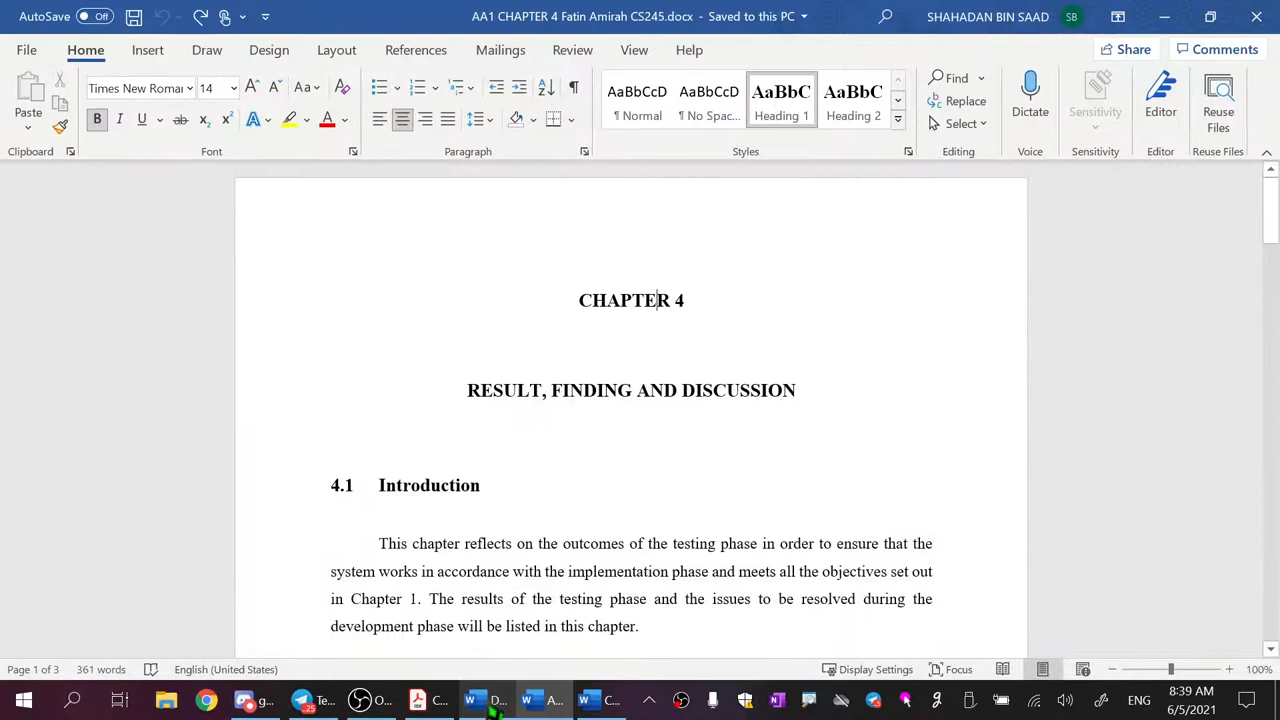 AutoSave Off AA1 CHAPTER 4 Fatin Amirah CS245.docx - Saved to this PC SHAHADAN BIN SAAD SB
File Home Insert Draw Design Layout References Mailings Review View Help Share Comments
Paste
Clipboard
Times New Roman 14
Aa
B I U ab x₂ x² A A
Font
Paragraph
AaBbCcD AaBbCcD AaBbC AaBbC
¶ Normal ¶ No Spac... Heading 1 Heading 2
Styles
Find
Replace
Select
Editing
Dictate
Voice
Sensitivity
Sensitivity
Editor
Editor
Reuse Files
Reuse Files
CHAPTER 4
RESULT, FINDING AND DISCUSSION
4.1 Introduction
This chapter reflects on the outcomes of the testing phase in order to ensure that the
system works in accordance with the implementation phase and meets all the objectives set out
in Chapter 1. The results of the testing phase and the issues to be resolved during the
development phase will be listed in this chapter.
Page 1 of 3 361 words English (United States) Display Settings Focus 100%
g... Te... 25 O... C... D... A... C... ENG 8:39 AM
6/5/2021